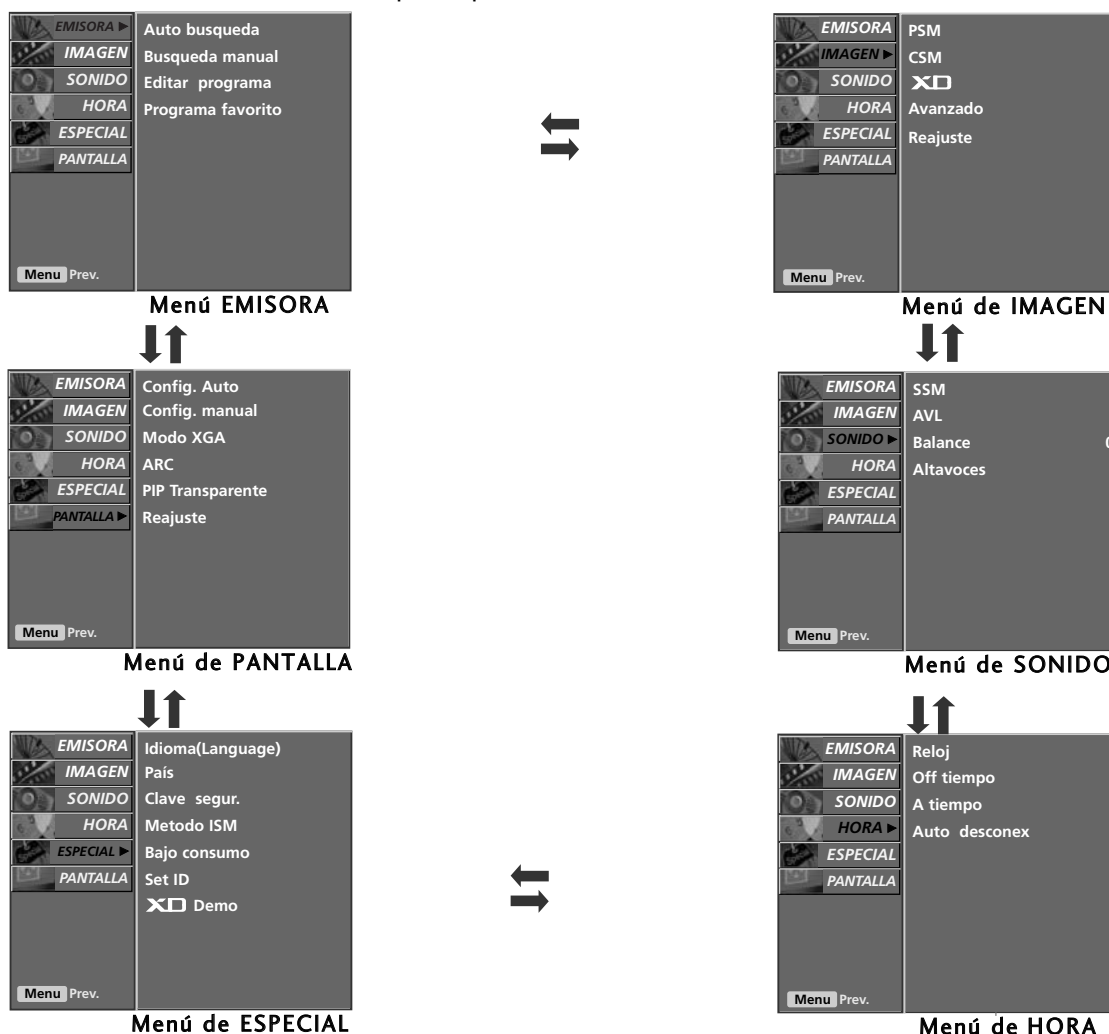 EMISORA ▶
IMAGEN
SONIDO
HORA
ESPECIAL
PANTALLA
Auto busqueda
Busqueda manual
Editar programa
Programa favorito
Menu Prev.
Menú EMISORA
EMISORA
IMAGEN ▶
SONIDO
HORA
ESPECIAL
PANTALLA
PSM
CSM
XD
Avanzado
Reajuste
Menu Prev.
Menú de IMAGEN
EMISORA
IMAGEN
SONIDO
HORA
ESPECIAL
PANTALLA ▶
Config. Auto
Config. manual
Modo XGA
ARC
PIP Transparente
Reajuste
Menu Prev.
Menú de PANTALLA
EMISORA
IMAGEN
SONIDO ▶
HORA
ESPECIAL
PANTALLA
SSM
AVL
Balance
Altavoces
Menu Prev.
Menú de SONIDO
EMISORA
IMAGEN
SONIDO
HORA
ESPECIAL ▶
PANTALLA
Idioma(Language)
País
Clave segur.
Metodo ISM
Bajo consumo
Set ID
XD Demo
Menu Prev.
Menú de ESPECIAL
EMISORA
IMAGEN
SONIDO
HORA ▶
ESPECIAL
PANTALLA
Reloj
Off tiempo
A tiempo
Auto desconex
Menu Prev.
Menú de HORA